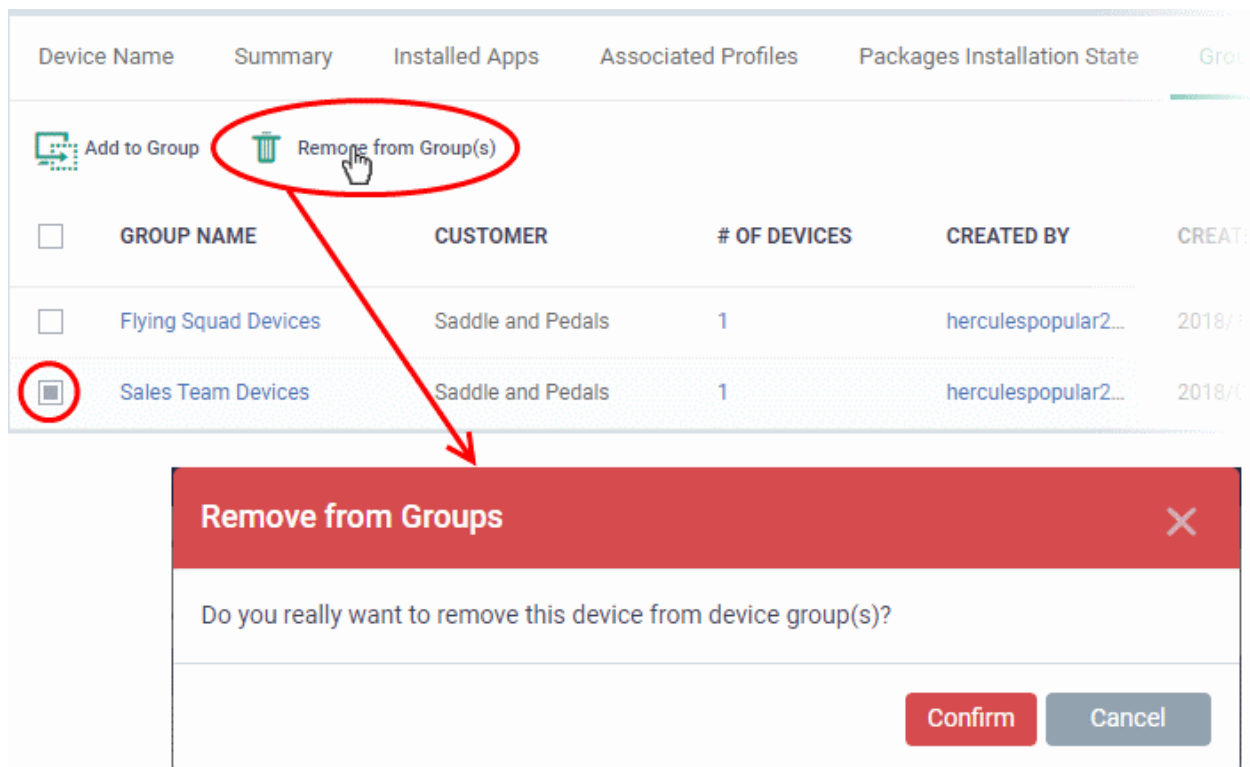 Device Name Summary Installed Apps Associated Profiles Packages Installation State
Add to Group Remove from Group(s)
GROUP NAME CUSTOMER # OF DEVICES CREATED BY
Flying Squad Devices Saddle and Pedals 1 herculespopular2... 2018/
Sales Team Devices Saddle and Pedals 1 herculespopular2... 2018/
Remove from Groups
Do you really want to remove this device from device group(s)?
Confirm Cancel